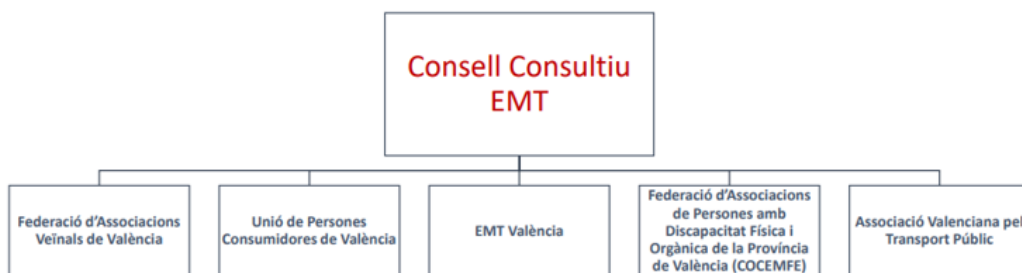 Consell Consultiu
EMT
Federació d'Associacions
Veïnals de València
Unió de Persones
Consumidores de València
EMT València
Federació d'Associacions
de Persones amb
Discapacitat Física i
Orgànica de la Província
de València (COCEMFE)
Associació Valenciana pel
Transport Públic